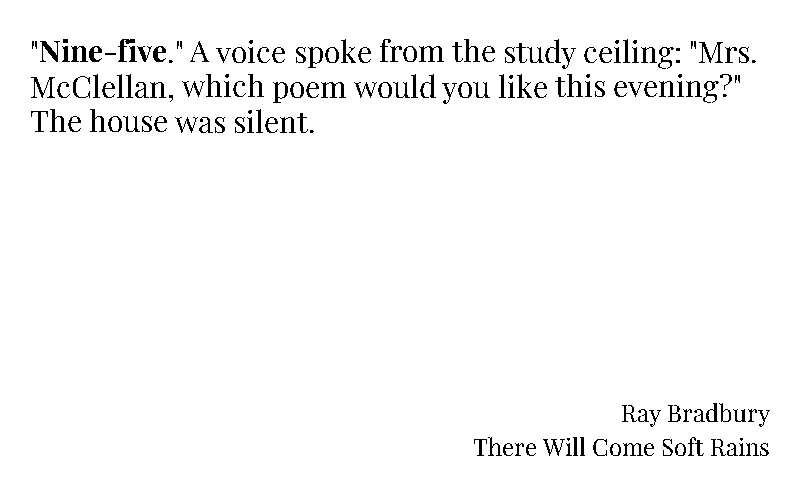 "Nine-five." A voice spoke from the study ceiling: "Mrs.
McClellan, which poem would you like this evening?"
The house was silent.
Ray Bradbury
There Will Come Soft Rains